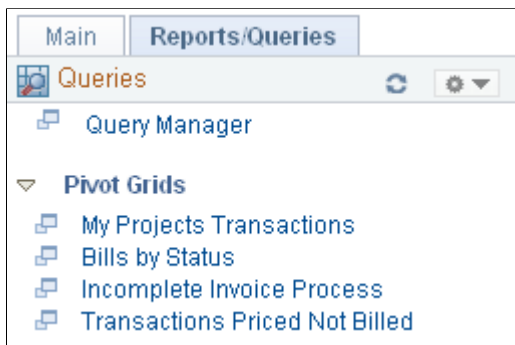 Main Reports/Queries
Queries
Query Manager
Pivot Grids
My Projects Transactions
Bills by Status
Incomplete Invoice Process
Transactions Priced Not Billed